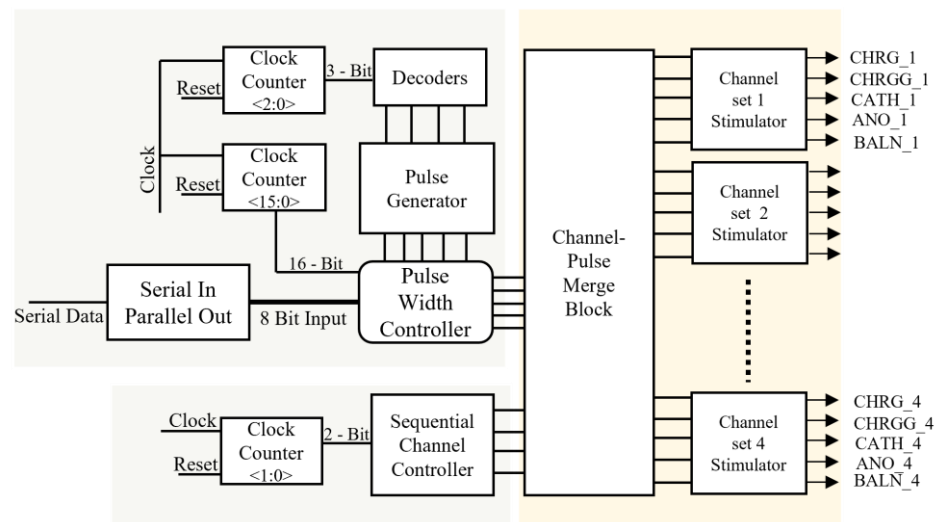 Clock
Counter
<2:0>
Reset
3 - Bit
Decoders
Clock
Clock
Counter
<15:0>
Reset
Pulse
Generator
16 - Bit
Serial In
Parallel Out
Serial Data
8 Bit Input
Pulse
Width
Controller
Clock
Reset
Clock
Counter
<1:0>
2 - Bit
Sequential
Channel
Controller
Channel-
Pulse
Merge
Block
Channel
set 1
Stimulator
CHRG_1
CHRGG_1
CATH_1
ANO_1
BALN_1
Channel
set 2
Stimulator
Channel
set 4
Stimulator
CHRG_4
CHRGG_4
CATH_4
ANO_4
BALN_4